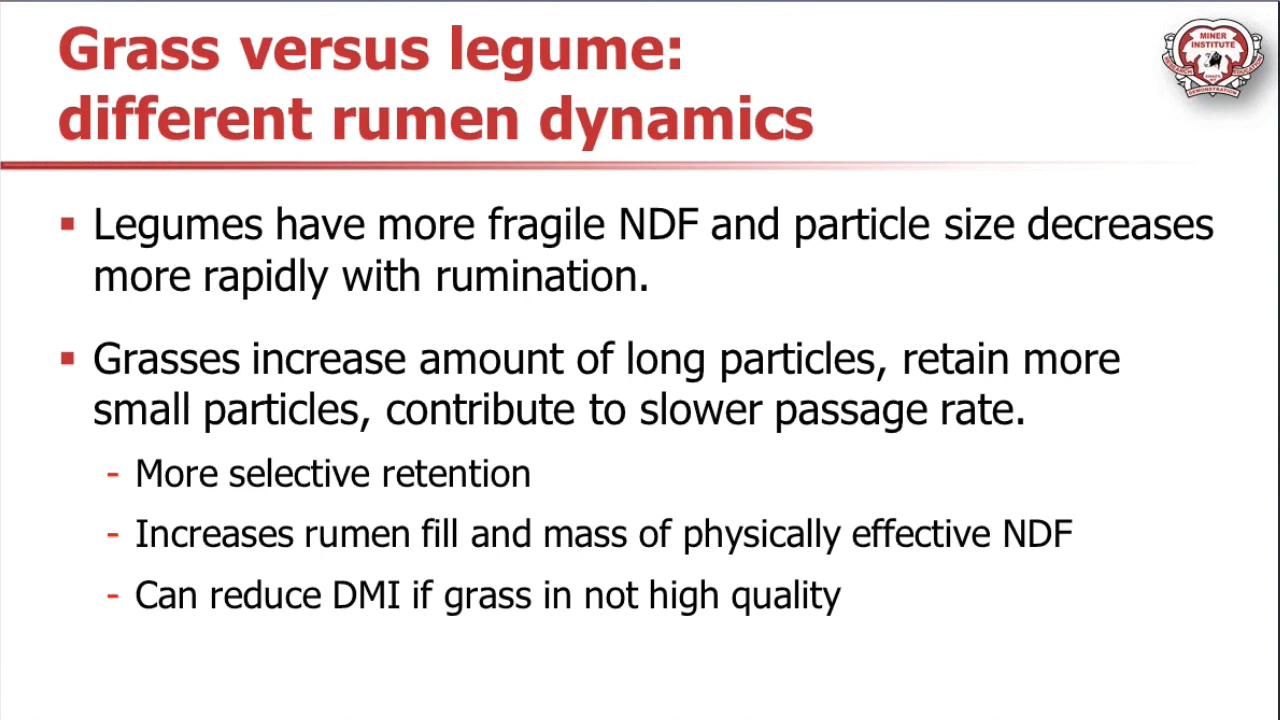 Grass versus legume:
different rumen dynamics
MINER
INSTITUTE
RESEARCH
EDUCATION
DEMONSTRATION
▪ Legumes have more fragile NDF and particle size decreases
more rapidly with rumination.
▪ Grasses increase amount of long particles, retain more
small particles, contribute to slower passage rate.
- More selective retention
- Increases rumen fill and mass of physically effective NDF
- Can reduce DMI if grass in not high quality